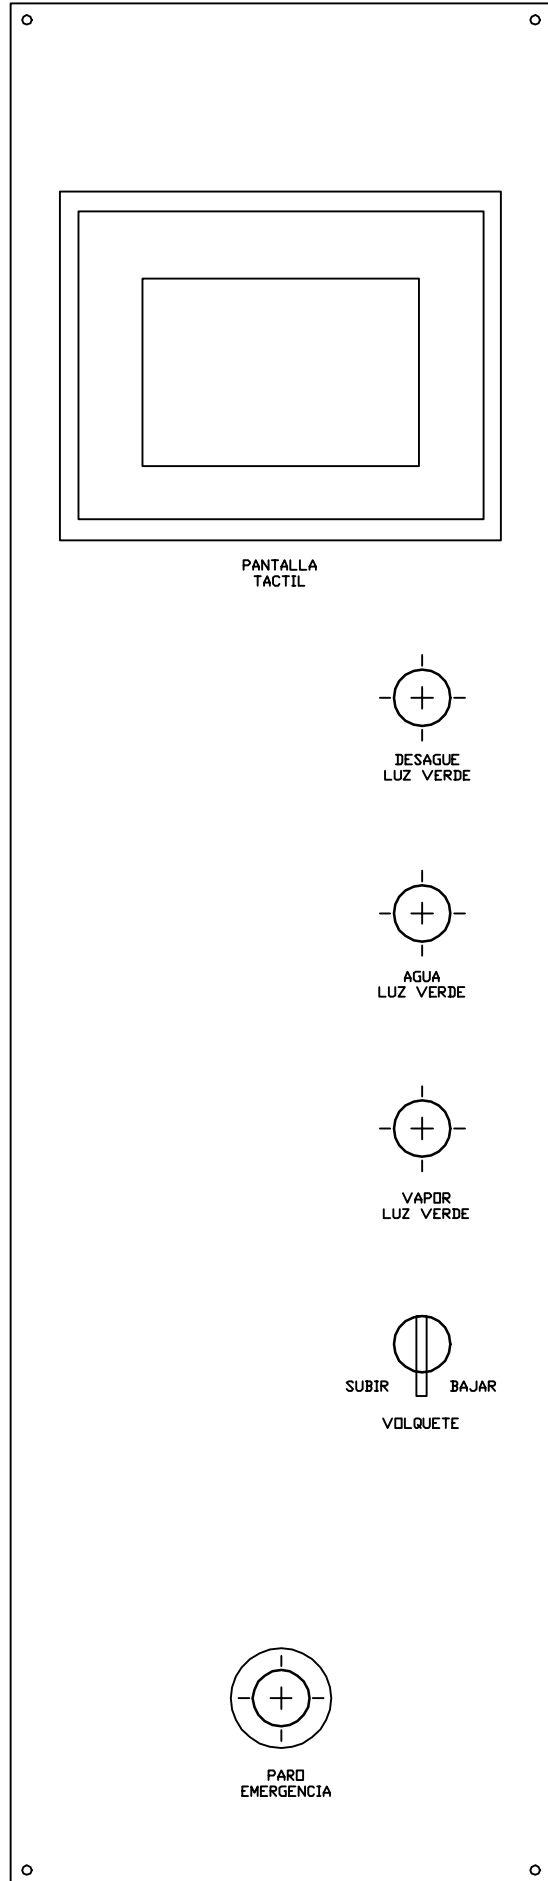 PANTALLA
TACTIL
DESAGUE
LUZ VERDE
AGUA
LUZ VERDE
VAPOR
LUZ VERDE
SUBIR BAJAR
VOLQUETE
PARO
EMERGENCIA